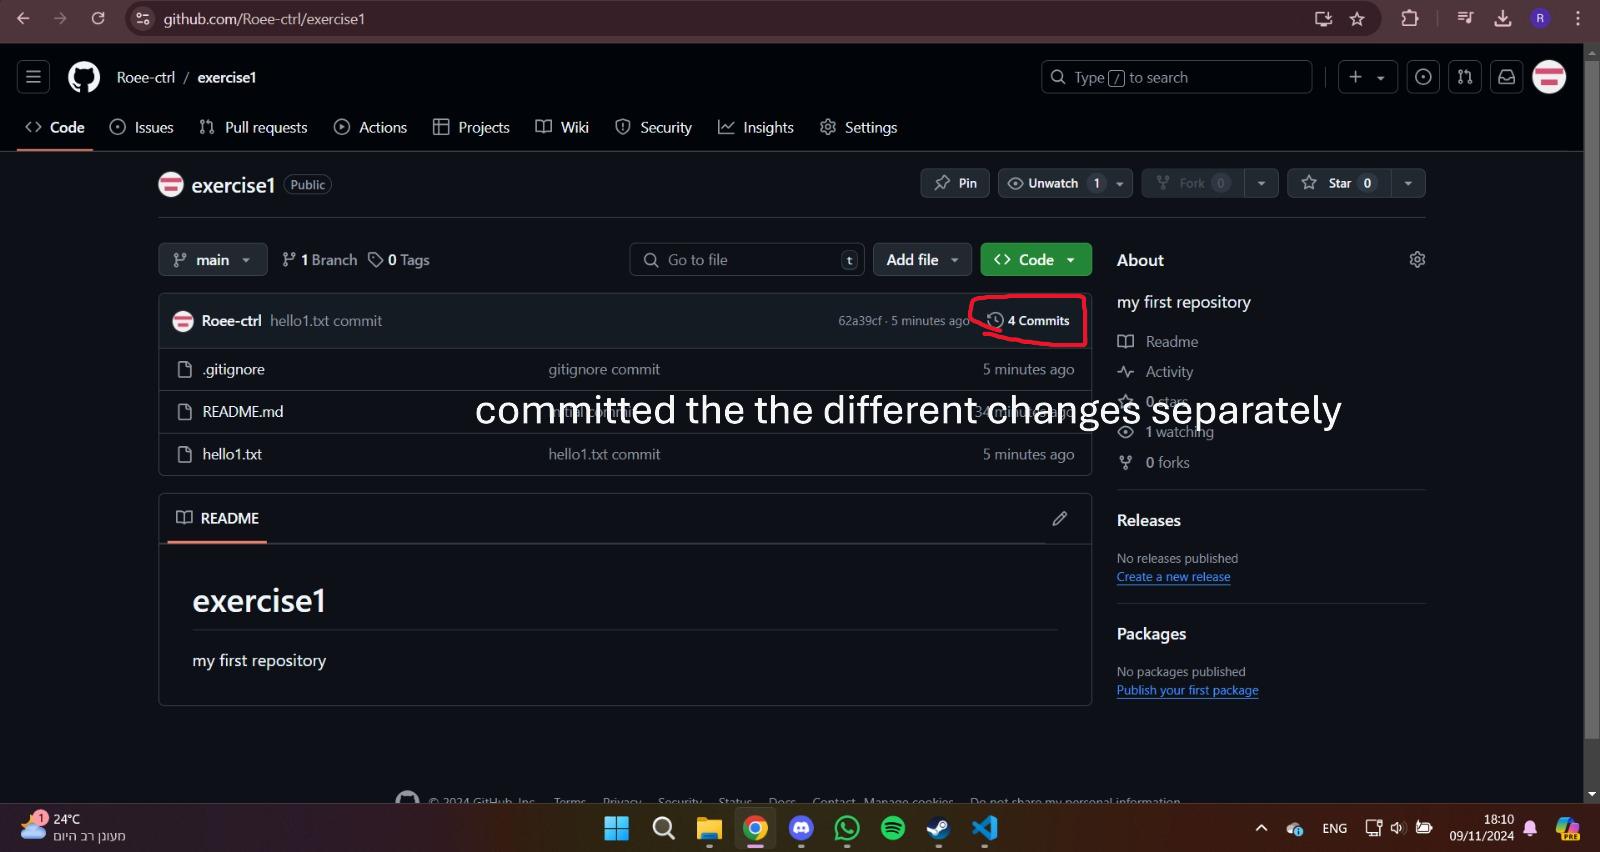 github.com/Roee-ctrl/exercise1
R
Roee-ctrl / exercise1
Type / to search
Code Issues Pull requests Actions Projects Wiki Security Insights Settings
exercise1 Public
Pin Unwatch 1 Fork 0 Star 0
main 1 Branch 0 Tags Go to file t Add file Code
About
my first repository
Roee-ctrl hello1.txt commit 62a39cf · 5 minutes ago 4 Commits
Readme
.gitignore gitignore commit 5 minutes ago
Activity
README.md initial commit 34 minutes ago
0 stars
committed the the different changes separately
1 watching
hello1.txt hello1.txt commit 5 minutes ago
0 forks
README
Releases
No releases published
Create a new release
exercise1
my first repository
Packages
No packages published
Publish your first package
© 2024 GitHub, Inc. Terms Privacy Security Status Docs Contact Manage cookies Do not share my personal information
1
24°C
מעונן רב היום
ENG
18:10
09/11/2024
PRE